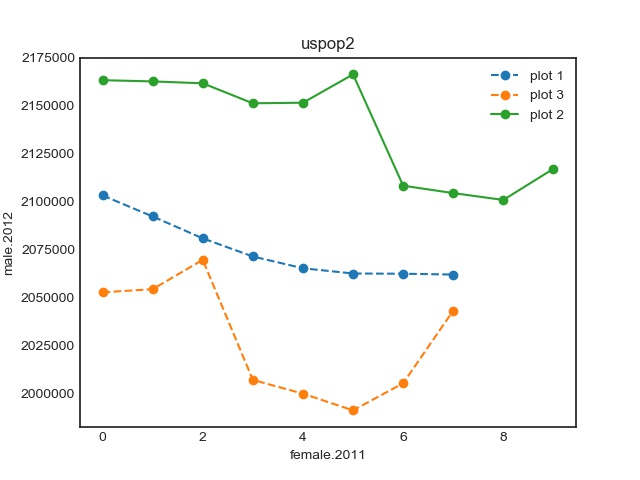 uspop2
2175000
2150000
2125000
2100000
2075000
2050000
2025000
2000000
male.2012
plot 1
plot 3
plot 2
0 2 4 6 8
female.2011